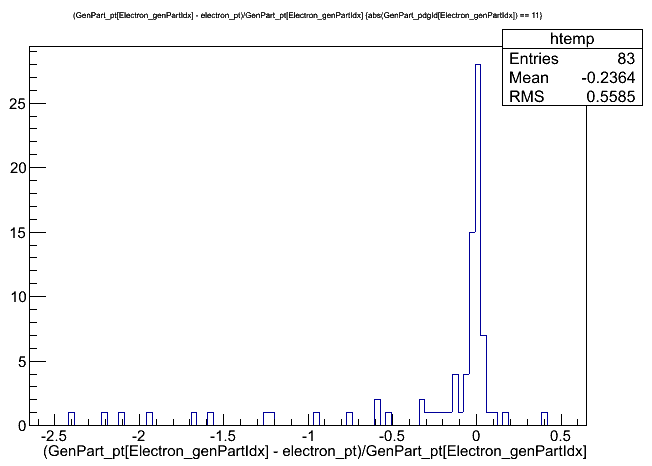 (GenPart_pt[Electron_genPartIdx] - electron_pt)/GenPart_pt[Electron_genPartIdx] {abs(GenPart_pdgId[Electron_genPartIdx]) == 11}
htemp
Entries 83
Mean -0.2364
RMS 0.5585
25
20
15
10
5
0
-2.5 -2 -1.5 -1 -0.5 0 0.5
(GenPart_pt[Electron_genPartIdx] - electron_pt)/GenPart_pt[Electron_genPartIdx]